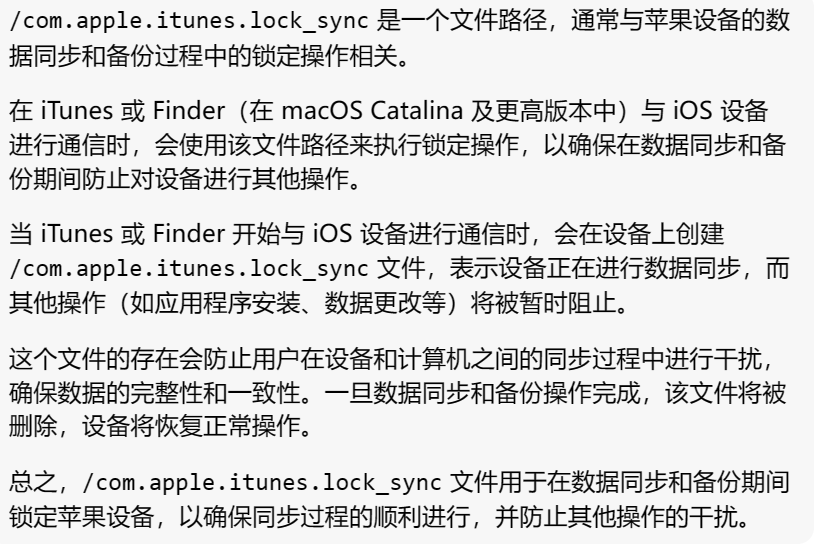 /com.apple.itunes.lock_sync 是一个文件路径，通常与苹果设备的数
据同步和备份过程中的锁定操作相关。
在 iTunes 或 Finder（在 macOS Catalina 及更高版本中）与 iOS 设备
进行通信时，会使用该文件路径来执行锁定操作，以确保在数据同步和备
份期间防止对设备进行其他操作。
当 iTunes 或 Finder 开始与 iOS 设备进行通信时，会在设备上创建
/com.apple.itunes.lock_sync 文件，表示设备正在进行数据同步，而
其他操作（如应用程序安装、数据更改等）将被暂时阻止。
这个文件的存在会防止用户在设备和计算机之间的同步过程中进行干扰，
确保数据的完整性和一致性。一旦数据同步和备份操作完成，该文件将被
删除，设备将恢复正常操作。
总之，/com.apple.itunes.lock_sync 文件用于在数据同步和备份期间
锁定苹果设备，以确保同步过程的顺利进行，并防止其他操作的干扰。